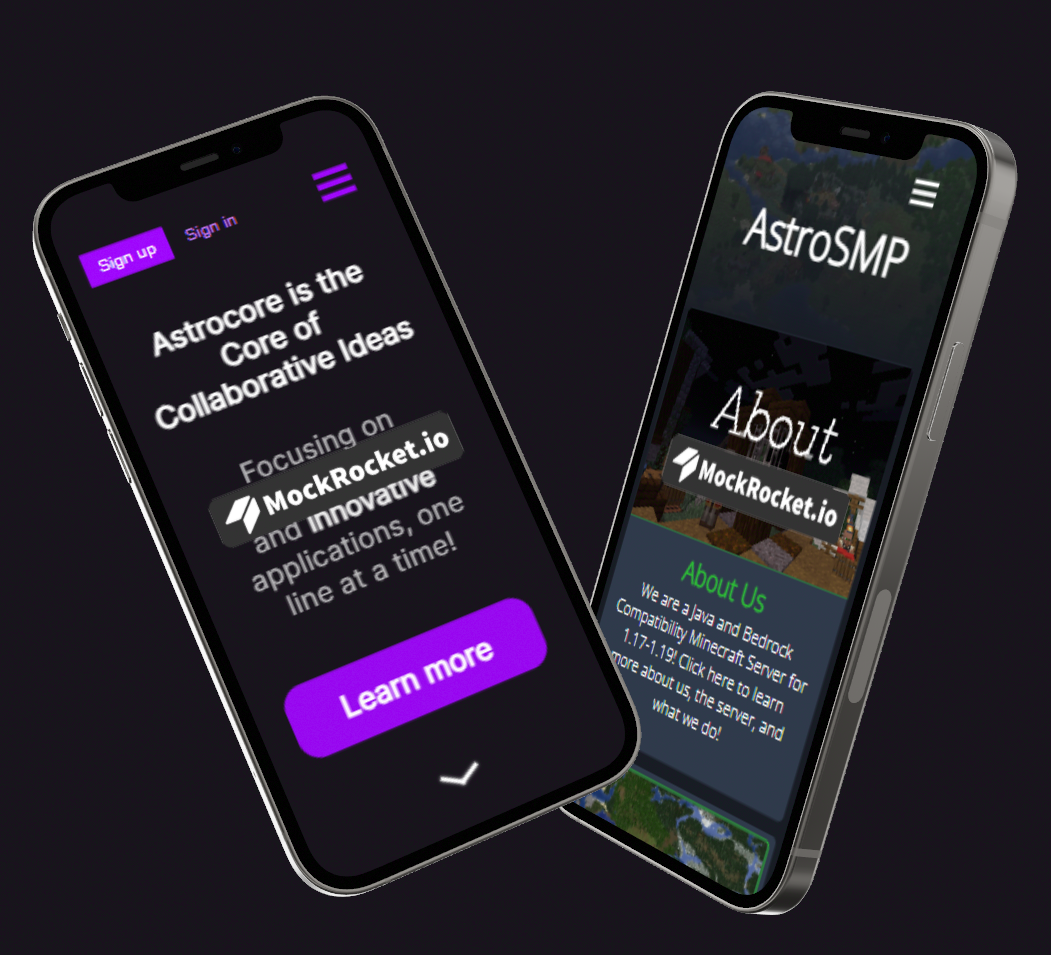 Sign up
Sign in
Astrocore is the
Core of
Collaborative Ideas
Focusing on
MockRocket.io
and innovative
applications, one
line at a time!
Learn more
AstroSMP
About
MockRocket.io
About Us
We are a Java and Bedrock
Compatibility Minecraft Server for
1.17-1.19! Click here to learn
more about us, the server, and
what we do!